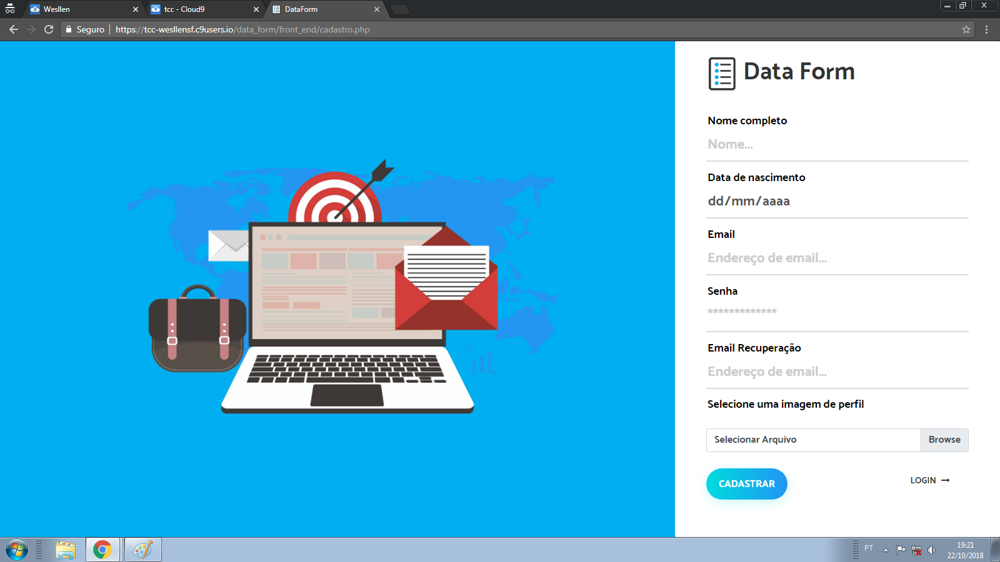 Wesllen
tcc - Cloud9
DataForm
Seguro
https://tcc-wesllensf.c9users.io/data_form/front_end/cadastro.php
Data Form
Nome completo
Nome...
Data de nascimento
dd/mm/aaaa
Email
Endereço de email...
Senha
*************
Email Recuperação
Endereço de email...
Selecione uma imagem de perfil
Selecionar Arquivo
Browse
CADASTRAR
LOGIN →
PT
19:21
22/10/2018